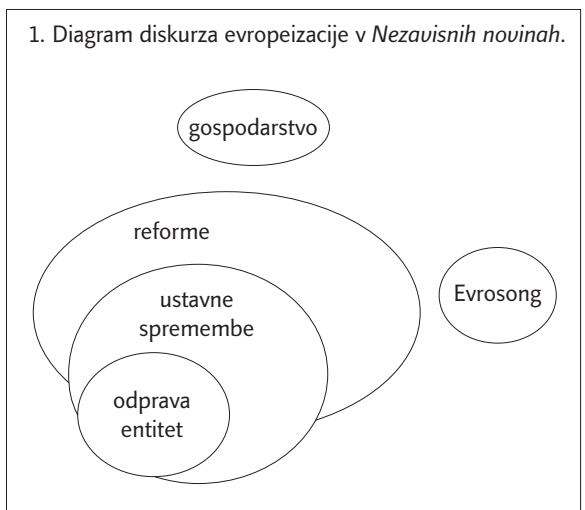 1. Diagram diskurza evropeizacije v Nezavisnih novinah.
gospodarstvo
reforme
Evrosong
ustavne
spremembe
odprava
entitet